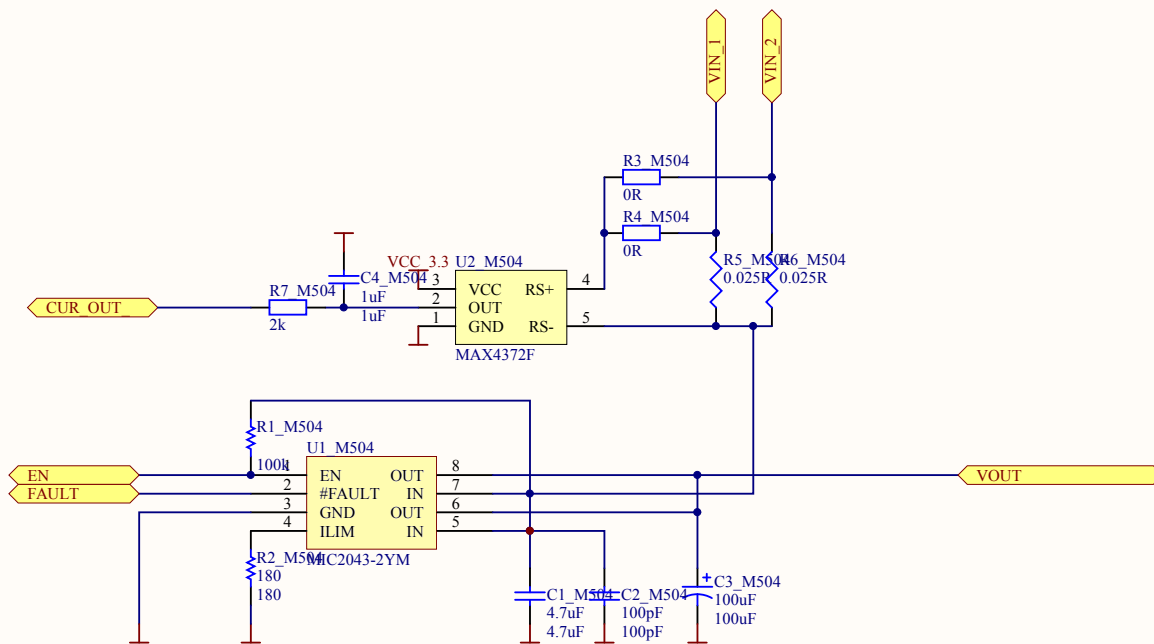 VIN_1
VIN_2
R3_M504
0R
R4_M504
0R
VCC_3.3
U2_M504
R5_M504
0.025R
R6_M504
0.025R
C4_M504
1uF
1uF
R7_M504
2k
CUR_OUT_
3 VCC RS+ 4
2 OUT
1 GND RS- 5
MAX4372F
R1_M504
100k
U1_M504
EN 1 EN OUT 8 VOUT
FAULT 2 #FAULT IN 7
3 GND OUT 6
4 ILIM IN 5
R2_M504
MIC2043-2YM
180
180
C1_M504
4.7uF
4.7uF
C2_M504
100pF
100pF
+
C3_M504
100uF
100uF